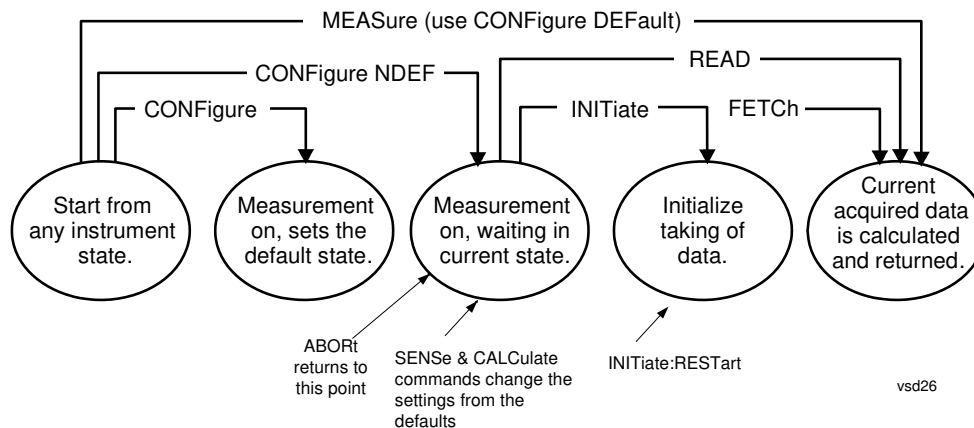 MEASure (use CONFigure DEFault)
CONFigure NDEF
READ
CONFigure
INITiate
FETCh
Start from
any instrument
state.
Measurement
on, sets the
default state.
Measurement
on, waiting in
current state.
Initialize
taking of
data.
Current
acquired data
is calculated
and returned.
ABORt
returns to
this point
SENSe & CALCulate
commands change the
settings from the
defaults
INITiate:RESTart
vsd26